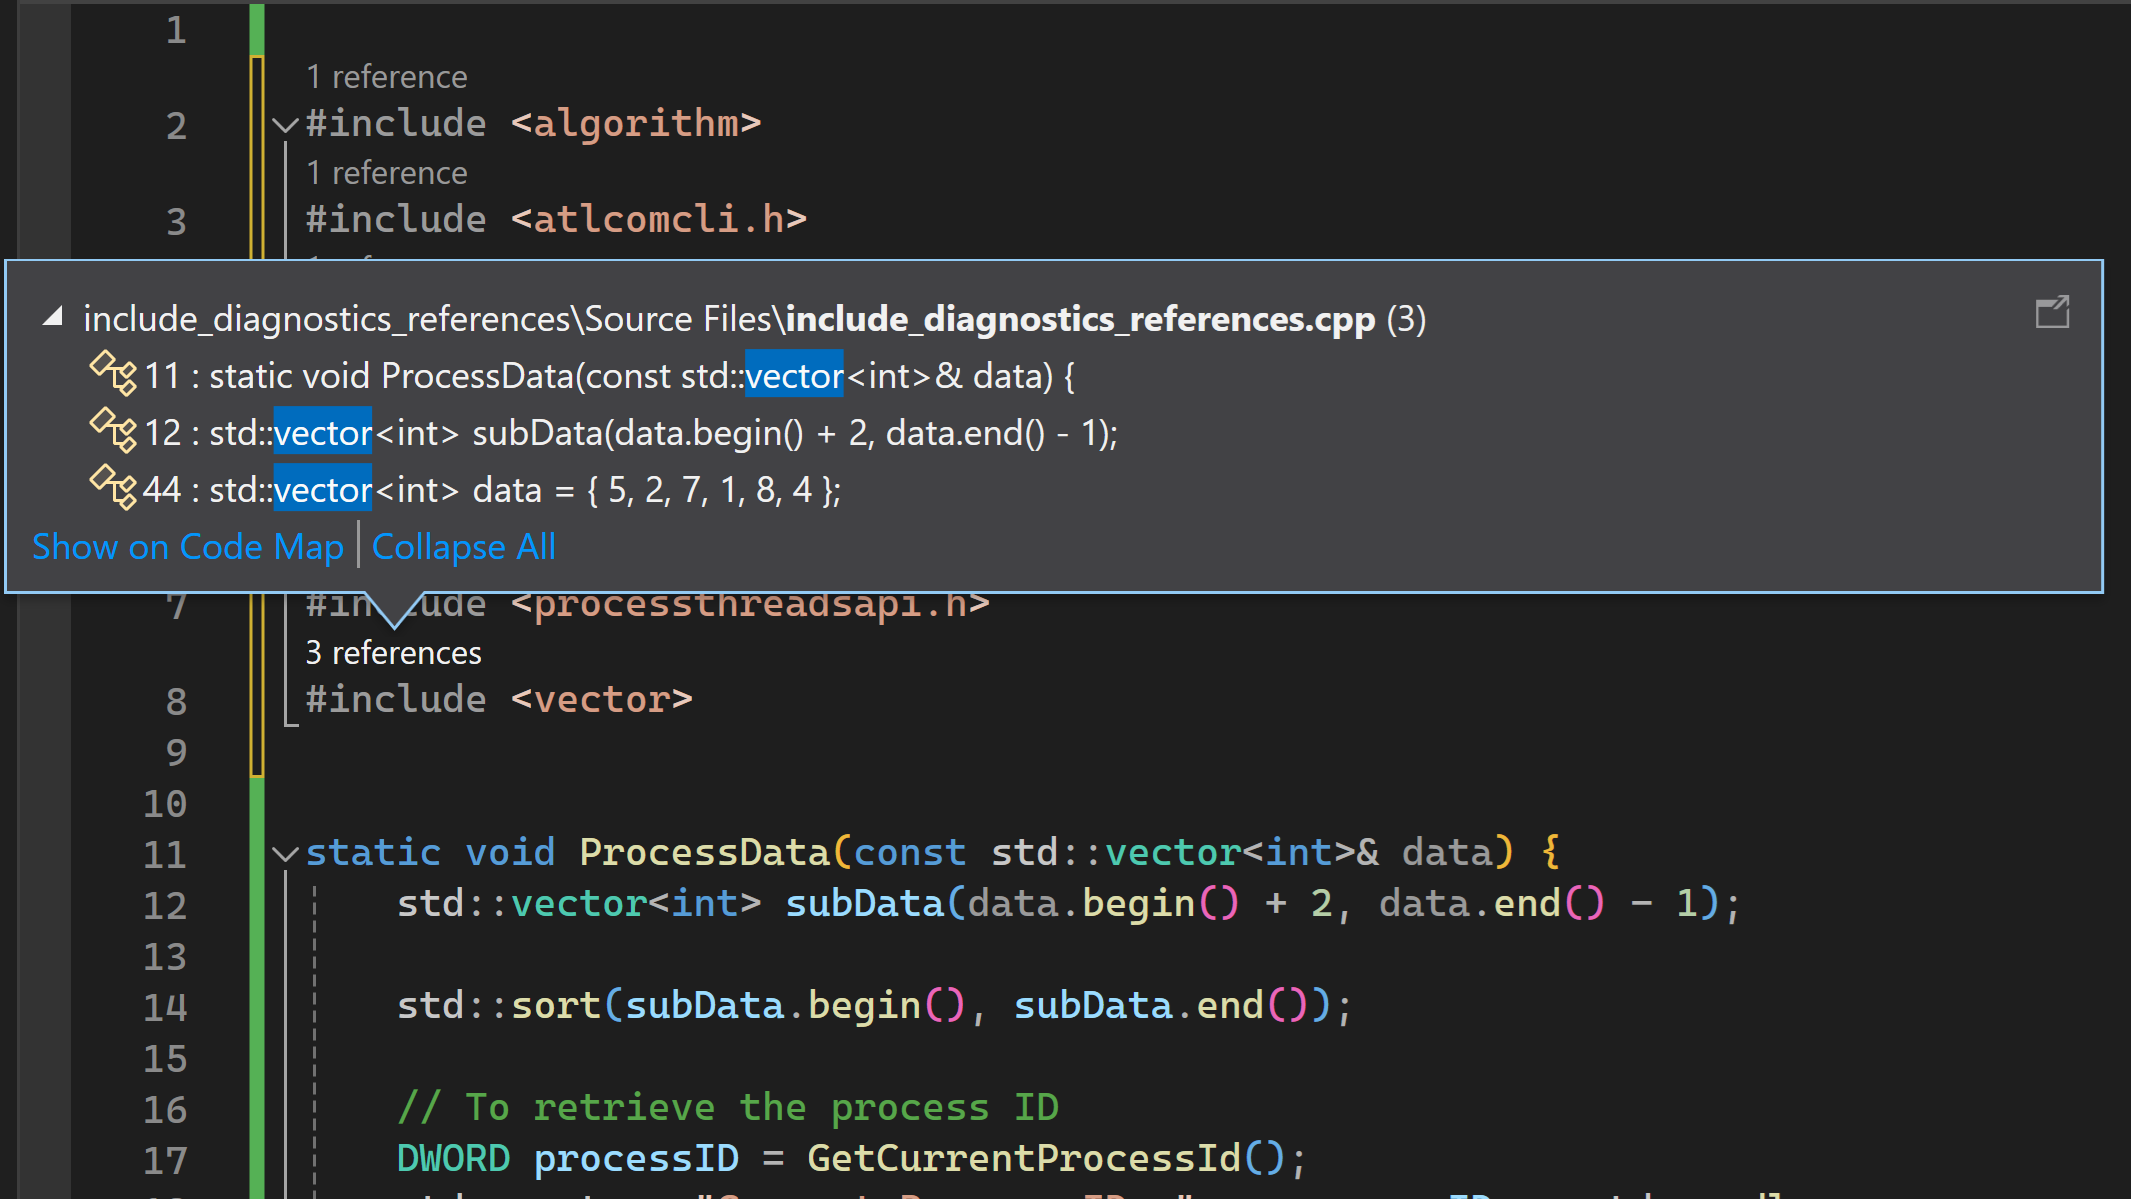 1
1 reference
2 #include <algorithm>
1 reference
3 #include <atlcomcli.h>
include_diagnostics_references\Source Files\include_diagnostics_references.cpp (3)
11 : static void ProcessData(const std::vector<int>& data) {
12 : std::vector<int> subData(data.begin() + 2, data.end() - 1);
44 : std::vector<int> data = { 5, 2, 7, 1, 8, 4 };
Show on Code Map | Collapse All
7 #include <processthreadsapi.h>
3 references
8 #include <vector>
9
10
11 static void ProcessData(const std::vector<int>& data) {
12 std::vector<int> subData(data.begin() + 2, data.end() - 1);
13
14 std::sort(subData.begin(), subData.end());
15
16 // To retrieve the process ID
17 DWORD processID = GetCurrentProcessId();